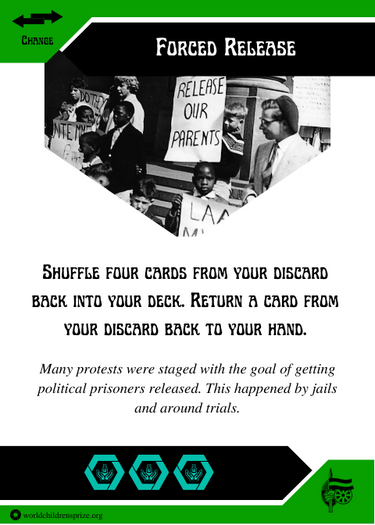 Change
Forced Release
RELEASE
OUR
PARENTS
Shuffle four cards from your discard
back into your deck. Return a card from
your discard back to your hand.
Many protests were staged with the goal of getting
political prisoners released. This happened by jails
and around trials.
worldchildrensprize.org